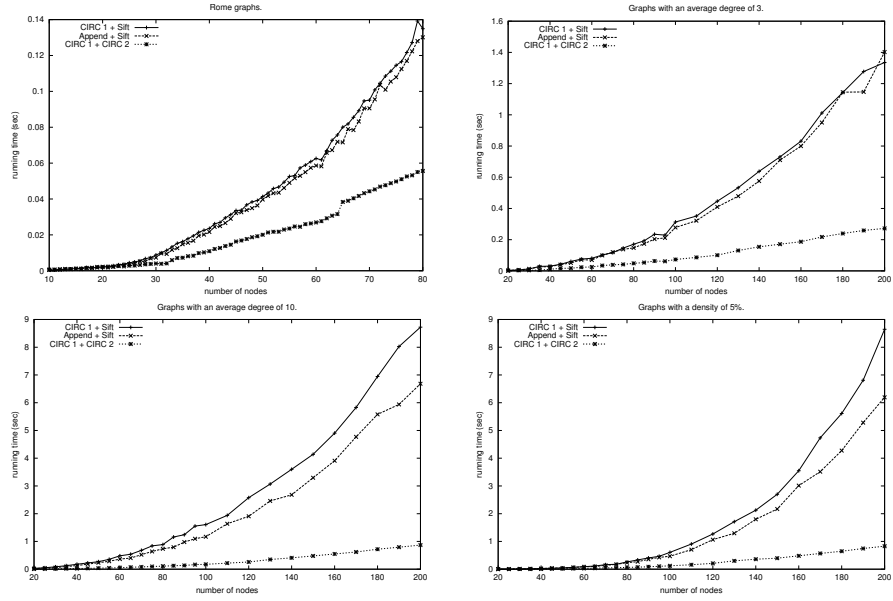 Rome graphs.
0.14
0.12
0.1
0.08
0.06
0.04
0.02
0
running time (sec)
CIRC 1 + Sift
Append + Sift
CIRC 1 + CIRC 2
10 20 30 40 50 60 70 80
number of nodes
Graphs with an average degree of 3.
1.6
1.4
1.2
1
0.8
0.6
0.4
0.2
0
running time (sec)
CIRC 1 + Sift
Append + Sift
CIRC 1 + CIRC 2
20 40 60 80 100 120 140 160 180 200
number of nodes
Graphs with an average degree of 10.
9
8
7
6
5
4
3
2
1
0
running time (sec)
CIRC 1 + Sift
Append + Sift
CIRC 1 + CIRC 2
20 40 60 80 100 120 140 160 180 200
number of nodes
Graphs with a density of 5%.
9
8
7
6
5
4
3
2
1
0
running time (sec)
CIRC 1 + Sift
Append + Sift
CIRC 1 + CIRC 2
20 40 60 80 100 120 140 160 180 200
number of nodes